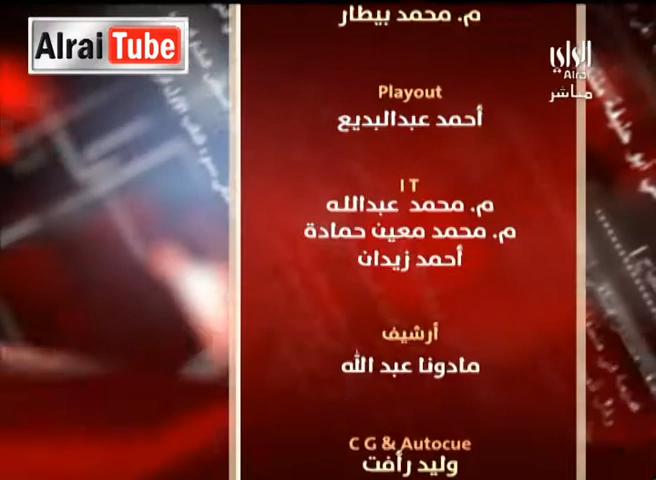 Alrai Tube
م. محمد بيطار
الراي
Alrai
مباشر
Playout
أحمد عبدالبديع
IT
م. محمد عبدالله
م. محمد معين حمادة
أحمد زيدان
أرشيف
مادونا عبد الله
C G & Autocue
وليد رأفت